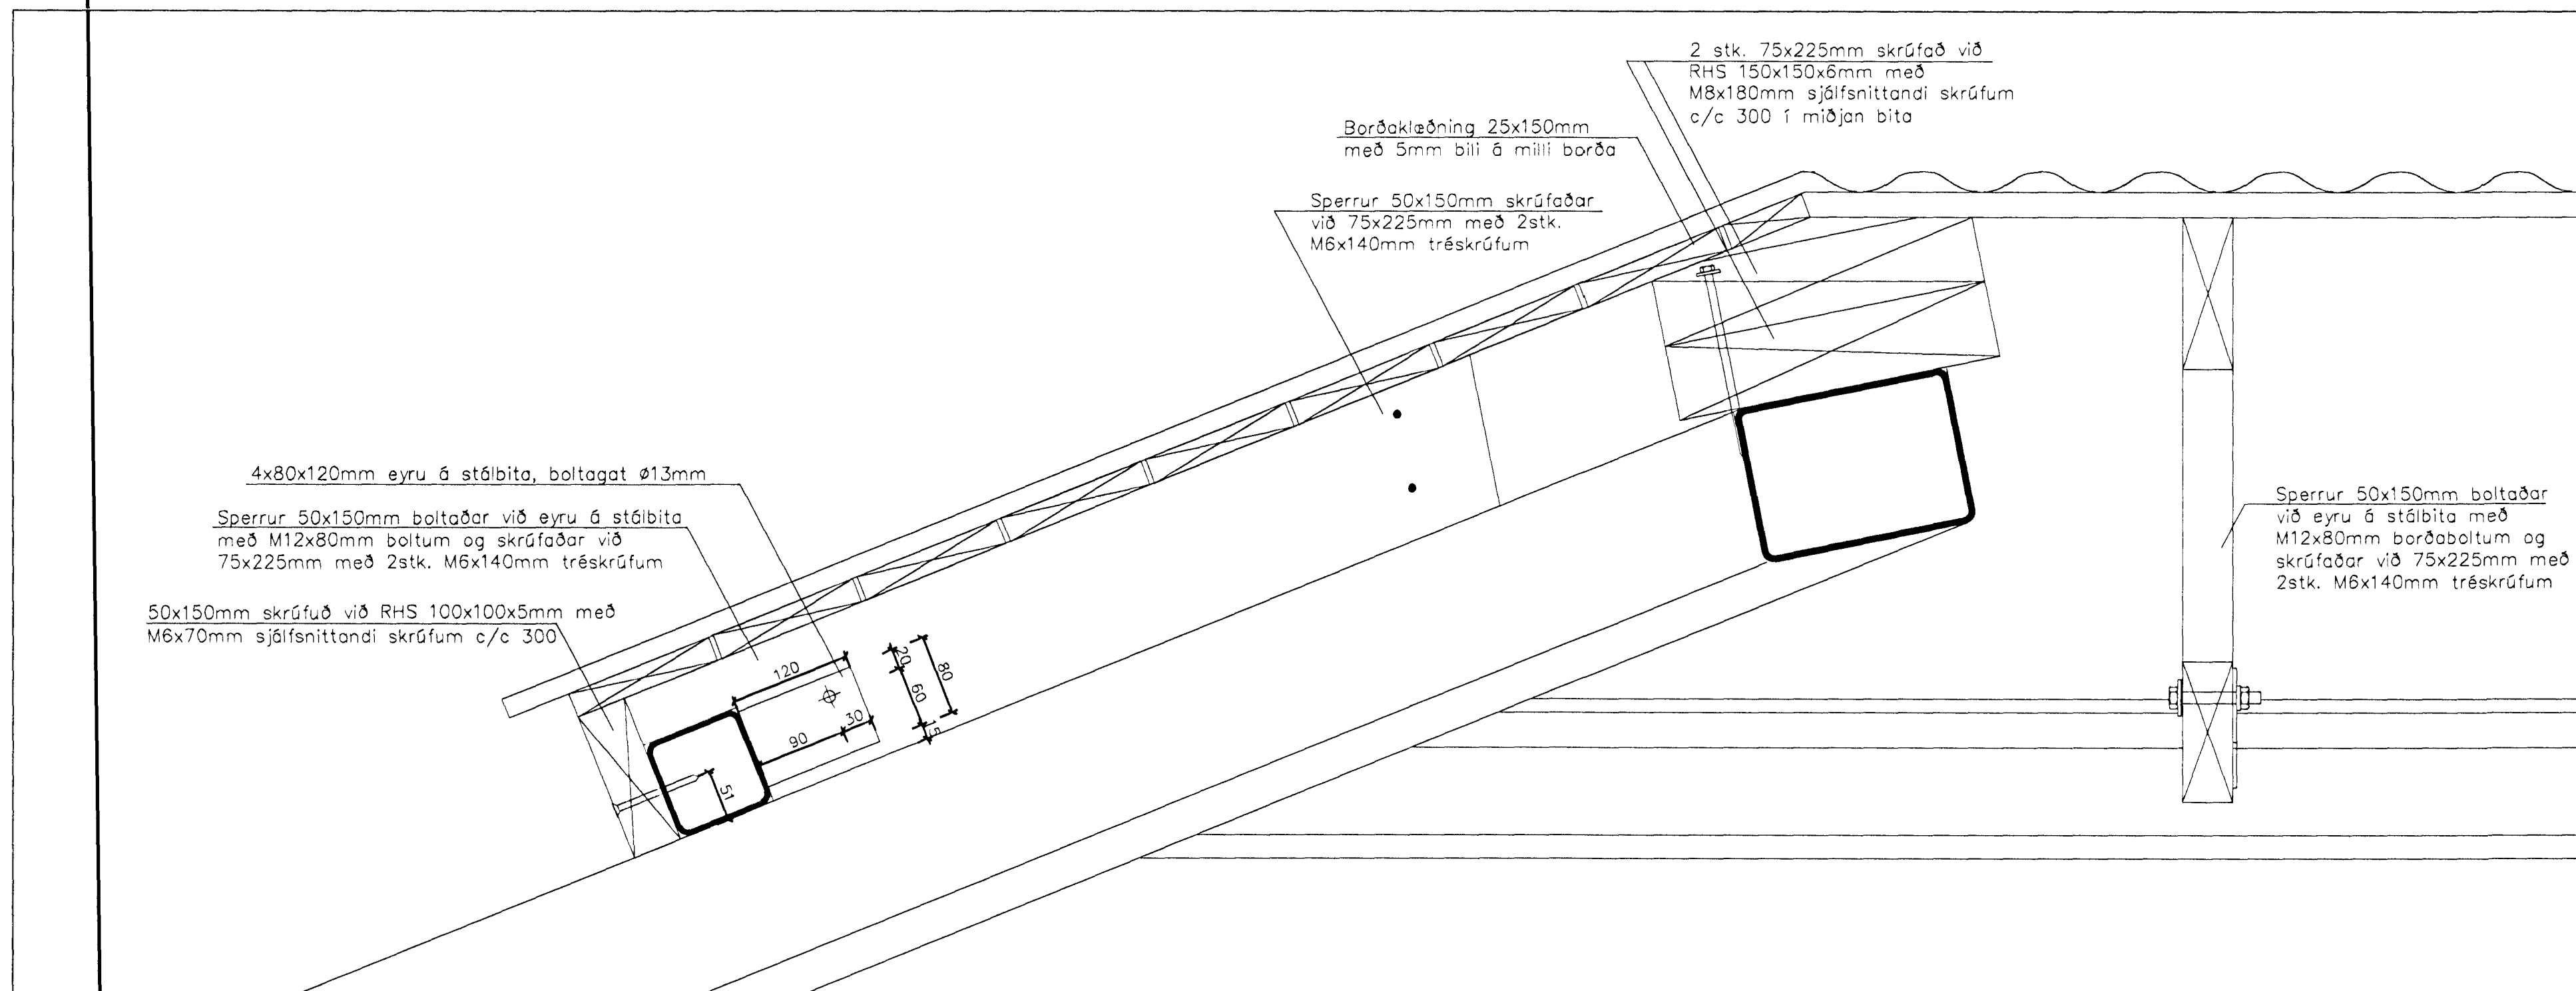 2 stk. 75x225mm skrúfað við
RHS 150x150x6mm með
M8x180mm sjálfsnittandi skrúfum
c/c 300 í miðjan bita
Borðaklæðning 25x150mm
með 5mm bili á milli borða
Sperrur 50x150mm skrúfaðar
við 75x225mm með 2stk.
M6x140mm tréskrúfum
4x80x120mm eyru á stálbita, boltagat ø13mm
Sperrur 50x150mm boltaðar við eyru á stálbita
með M12x80mm boltum og skrúfaðar við
75x225mm með 2stk. M6x140mm tréskrúfum
50x150mm skrúfuð við RHS 100x100x5mm með
M6x70mm sjálfsnittandi skrúfum c/c 300
Sperrur 50x150mm boltaðar
við eyru á stálbita með
M12x80mm borðaboltum og
skrúfaðar við 75x225mm með
2stk. M6x140mm tréskrúfum
120
20
80
60
15
30
90
51